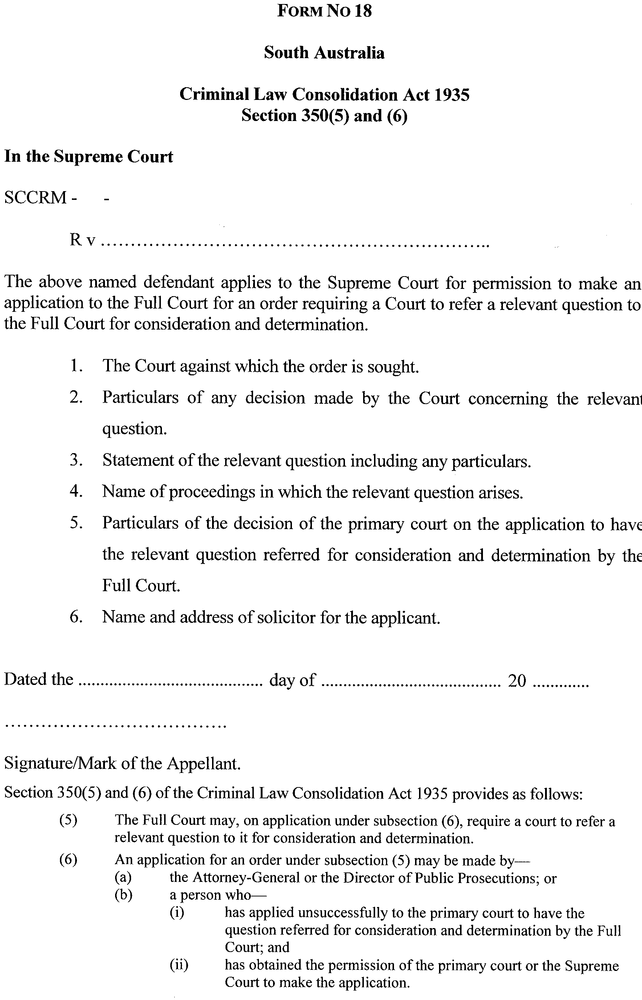 FORM NO 18
South Australia
Criminal Law Consolidation Act 1935
Section 350(5) and (6)
In the Supreme Court
SCCRM - -
R v ................................................................
The above named defendant applies to the Supreme Court for permission to make an
application to the Full Court for an order requiring a Court to refer a relevant question to
the Full Court for consideration and determination.
1. The Court against which the order is sought.
2. Particulars of any decision made by the Court concerning the relevant
question.
3. Statement of the relevant question including any particulars.
4. Name of proceedings in which the relevant question arises.
5. Particulars of the decision of the primary court on the application to have
the relevant question referred for consideration and determination by the
Full Court.
6. Name and address of solicitor for the applicant.
Dated the .......................................... day of ......................................... 20 .............
.....................................
Signature/Mark of the Appellant.
Section 350(5) and (6) of the Criminal Law Consolidation Act 1935 provides as follows:
(5) The Full Court may, on application under subsection (6), require a court to refer a
relevant question to it for consideration and determination.
(6) An application for an order under subsection (5) may be made by—
(a) the Attorney-General or the Director of Public Prosecutions; or
(b) a person who—
(i) has applied unsuccessfully to the primary court to have the
question referred for consideration and determination by the Full
Court; and
(ii) has obtained the permission of the primary court or the Supreme
Court to make the application.